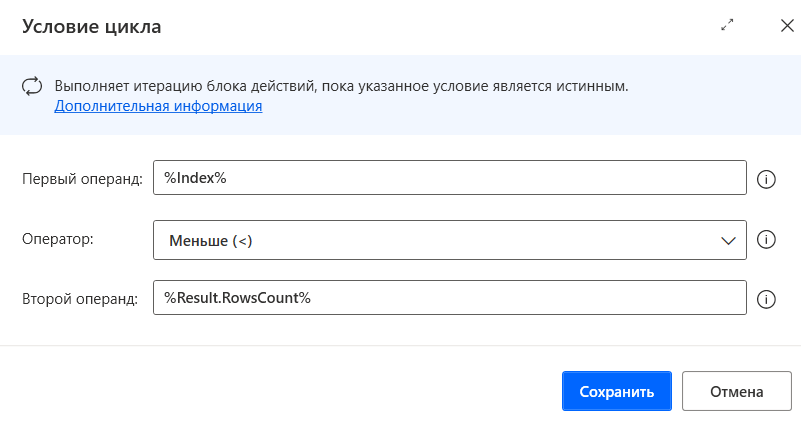 Условие цикла
Выполняет итерацию блока действий, пока указанное условие является истинным.
Дополнительная информация
Первый операнд: %Index%
Оператор: Меньше (<)
Второй операнд: %Result.RowsCount%
Сохранить Отмена